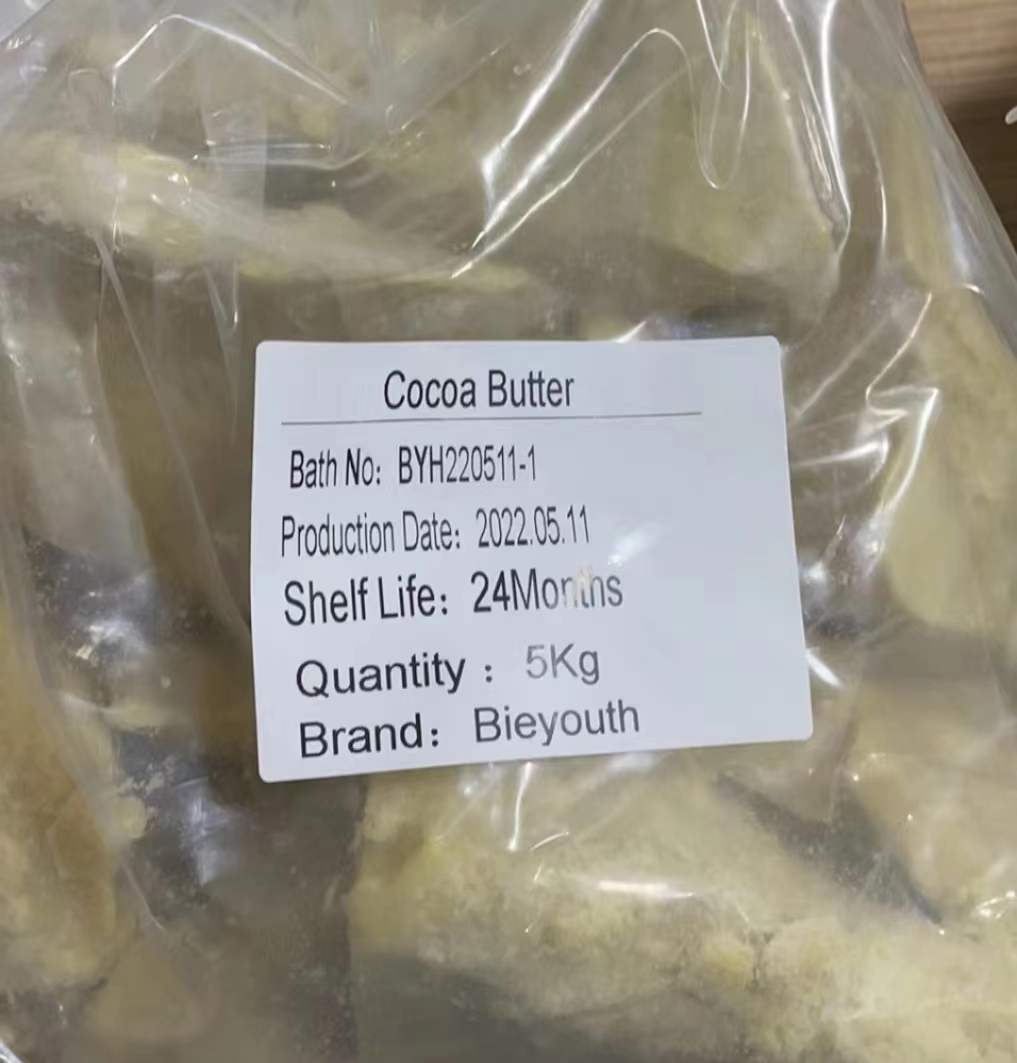 Cocoa Butter
Bath No: BYH220511-1
Production Date: 2022.05.11
Shelf Life: 24Months
Quantity : 5Kg
Brand: Bieyouth